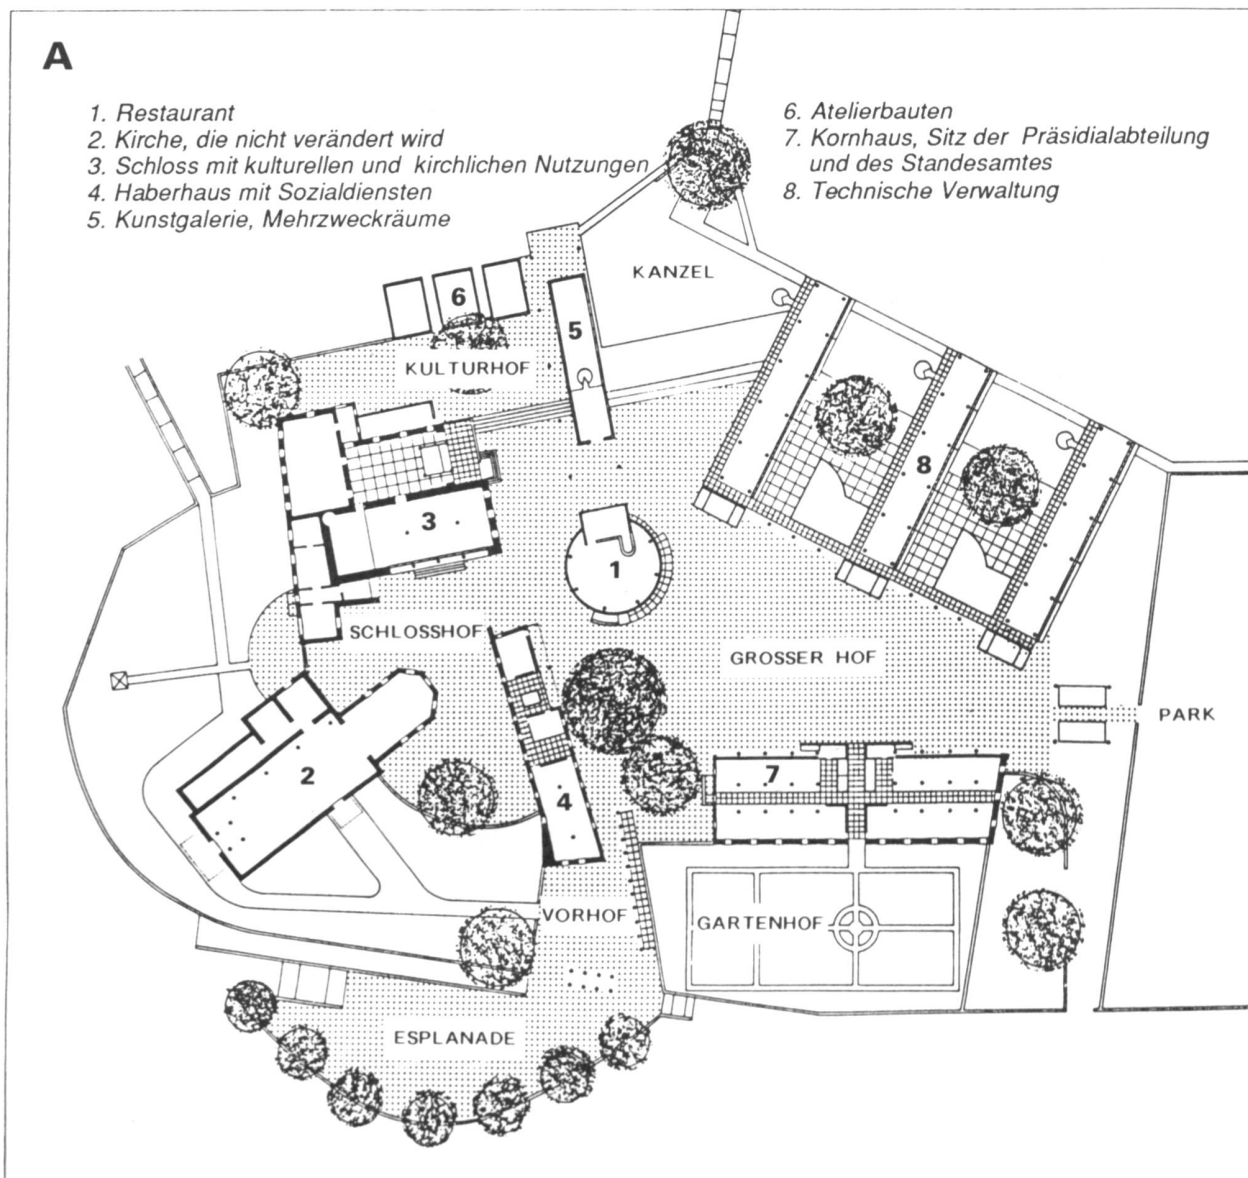 A
1. Restaurant
2. Kirche, die nicht verändert wird
3. Schloss mit kulturellen und kirchlichen Nutzungen
4. Haberhaus mit Sozialdiensten
5. Kunstgalerie, Mehrzweckräume
6. Atelierbauten
7. Kornhaus, Sitz der Präsidialabteilung
und des Standesamtes
8. Technische Verwaltung
KANZEL
6
5
KULTURHOF
8
3
1
SCHLOSSHOF
GROSSER HOF
PARK
2
7
4
VORHOF
GARTENHOF
ESPLANADE